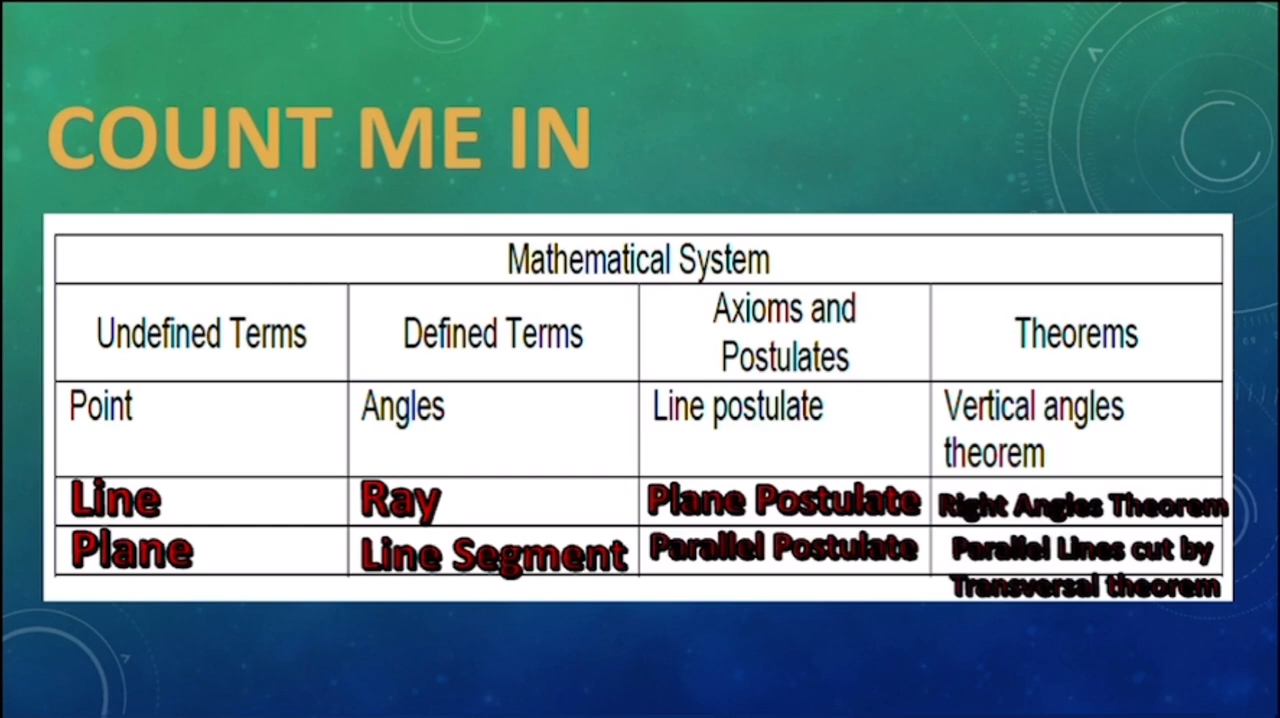 COUNT ME IN
Mathematical System
Undefined Terms
Defined Terms
Axioms and
Postulates
Theorems
Point
Angles
Line postulate
Vertical angles
theorem
Line
Ray
Plane Postulate
Right Angles Theorem
Plane
Line Segment
Parallel Postulate
Parallel Lines cut by
Transversal theorem